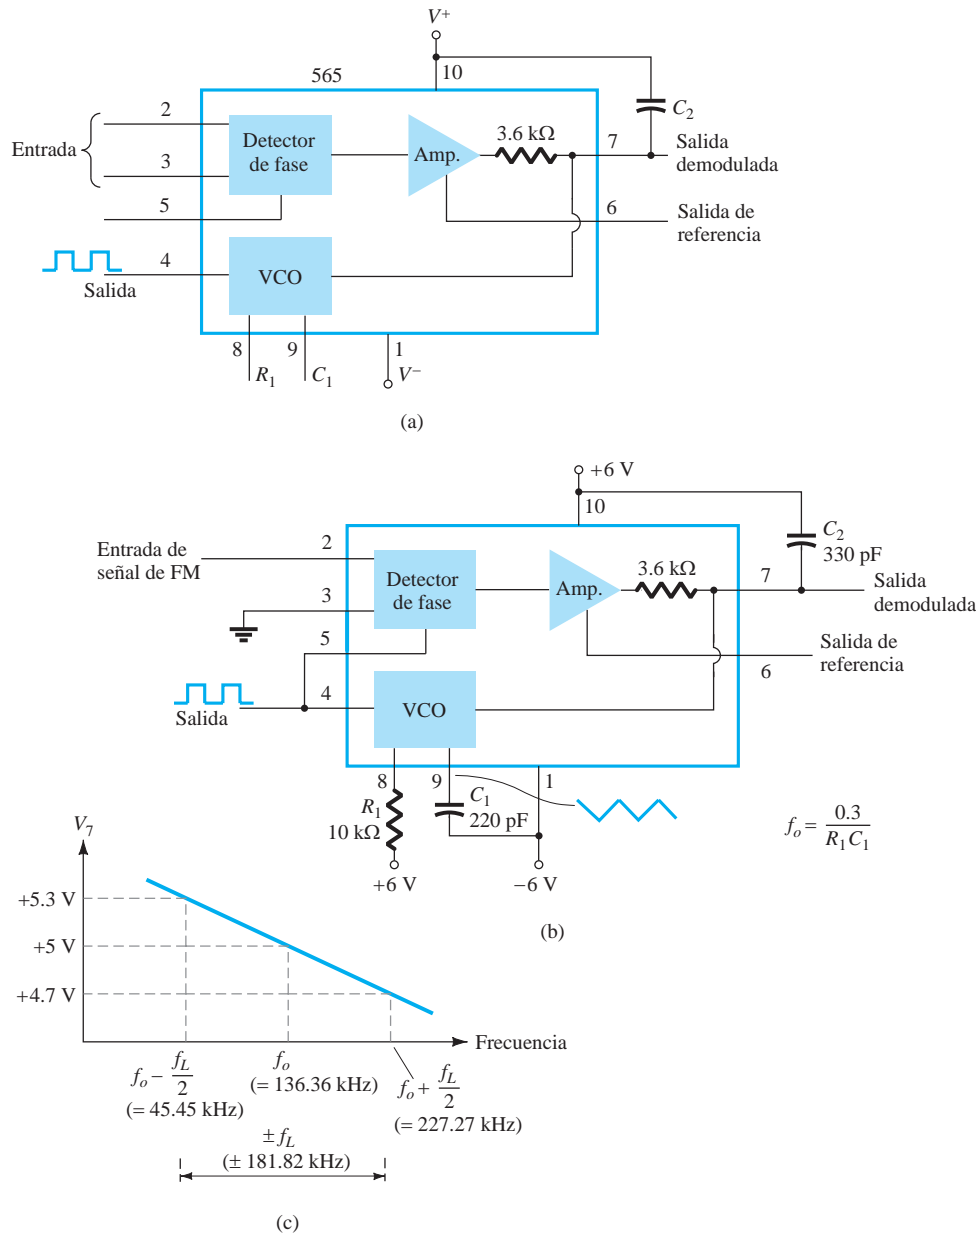 V+
565
10
2
Entrada
3
5
Detector
de fase
Amp.
3.6 kΩ
7
C2
Salida
demodulada
6
Salida de
referencia
4
Salida
VCO
8
9
1
R1
C1
V−
(a)
+6 V
10
Entrada de
señal de FM
2
3
5
4
Salida
Detector
de fase
Amp.
3.6 kΩ
7
C2
330 pF
Salida
demodulada
Salida de
referencia
6
VCO
8
9
1
R1
10 kΩ
C1
220 pF
+6 V
−6 V
fo = 0.3 / R1C1
(b)
V7
+5.3 V
+5 V
+4.7 V
Frecuencia
fo − fL/2
(= 45.45 kHz)
fo
(= 136.36 kHz)
fo + fL/2
(= 227.27 kHz)
±fL
(± 181.82 kHz)
(c)